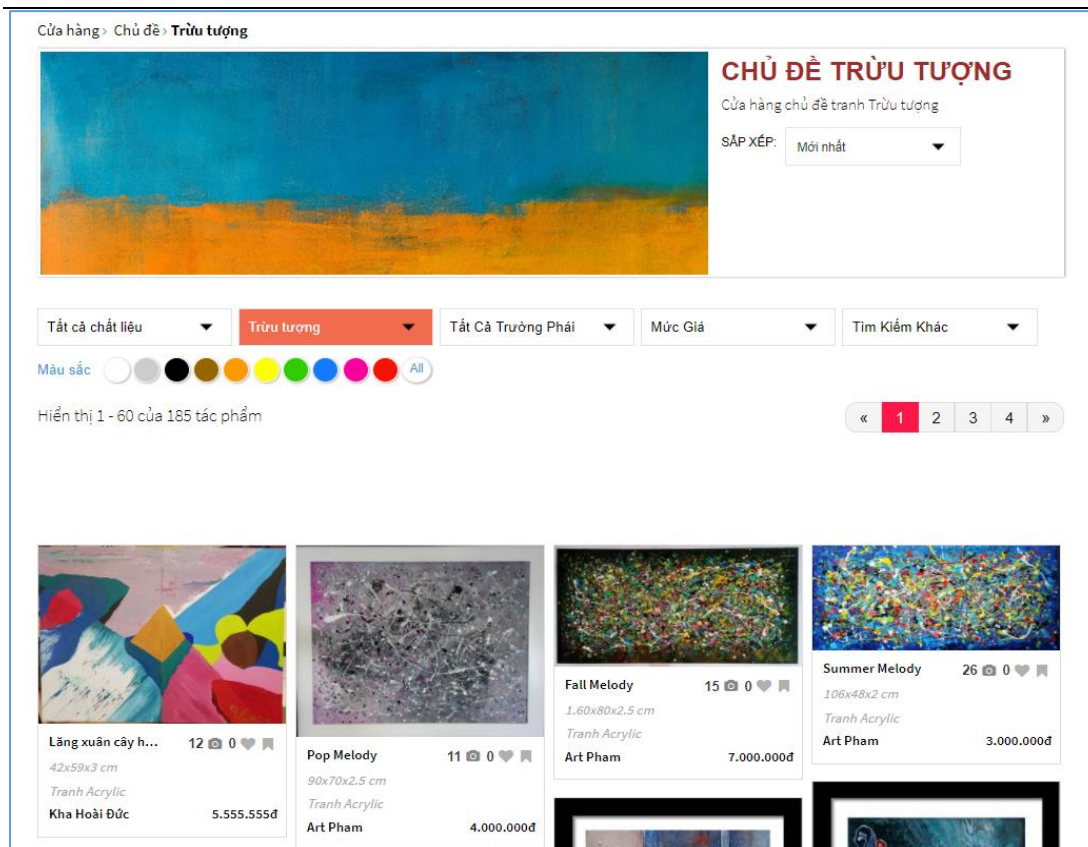 Cửa hàng › Chủ đề › Trừu tượng
CHỦ ĐỀ TRỪU TƯỢNG
Cửa hàng chủ đề tranh Trừu tượng
SẮP XẾP: Mới nhất
Tất cả chất liệu
Trừu tượng
Tất Cả Trường Phái
Mức Giá
Tìm Kiếm Khác
Màu sắc All
Hiển thị 1 - 60 của 185 tác phẩm
« 1 2 3 4 »
Lãng xuân cây h... 12 0
42x59x3 cm
Tranh Acrylic
Kha Hoài Đức 5.555.555đ
Pop Melody 11 0
90x70x2.5 cm
Tranh Acrylic
Art Pham 4.000.000đ
Fall Melody 15 0
1.60x80x2.5 cm
Tranh Acrylic
Art Pham 7.000.000đ
Summer Melody 26 0
106x48x2 cm
Tranh Acrylic
Art Pham 3.000.000đ